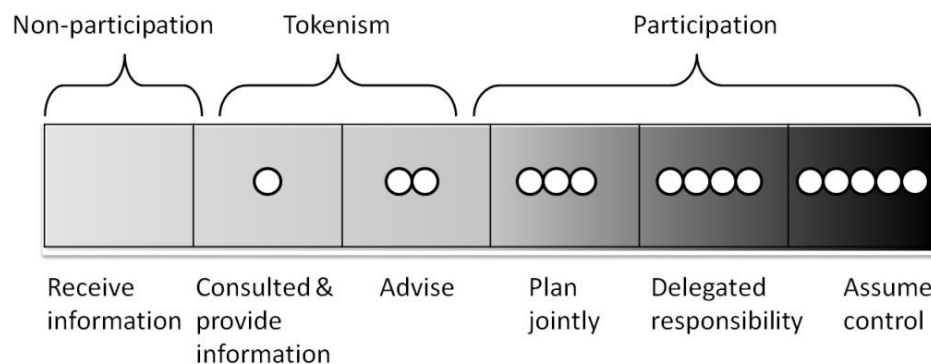 Non-participation Tokenism Participation
Receive information
Consulted & provide information
Advise
Plan jointly
Delegated responsibility
Assume control